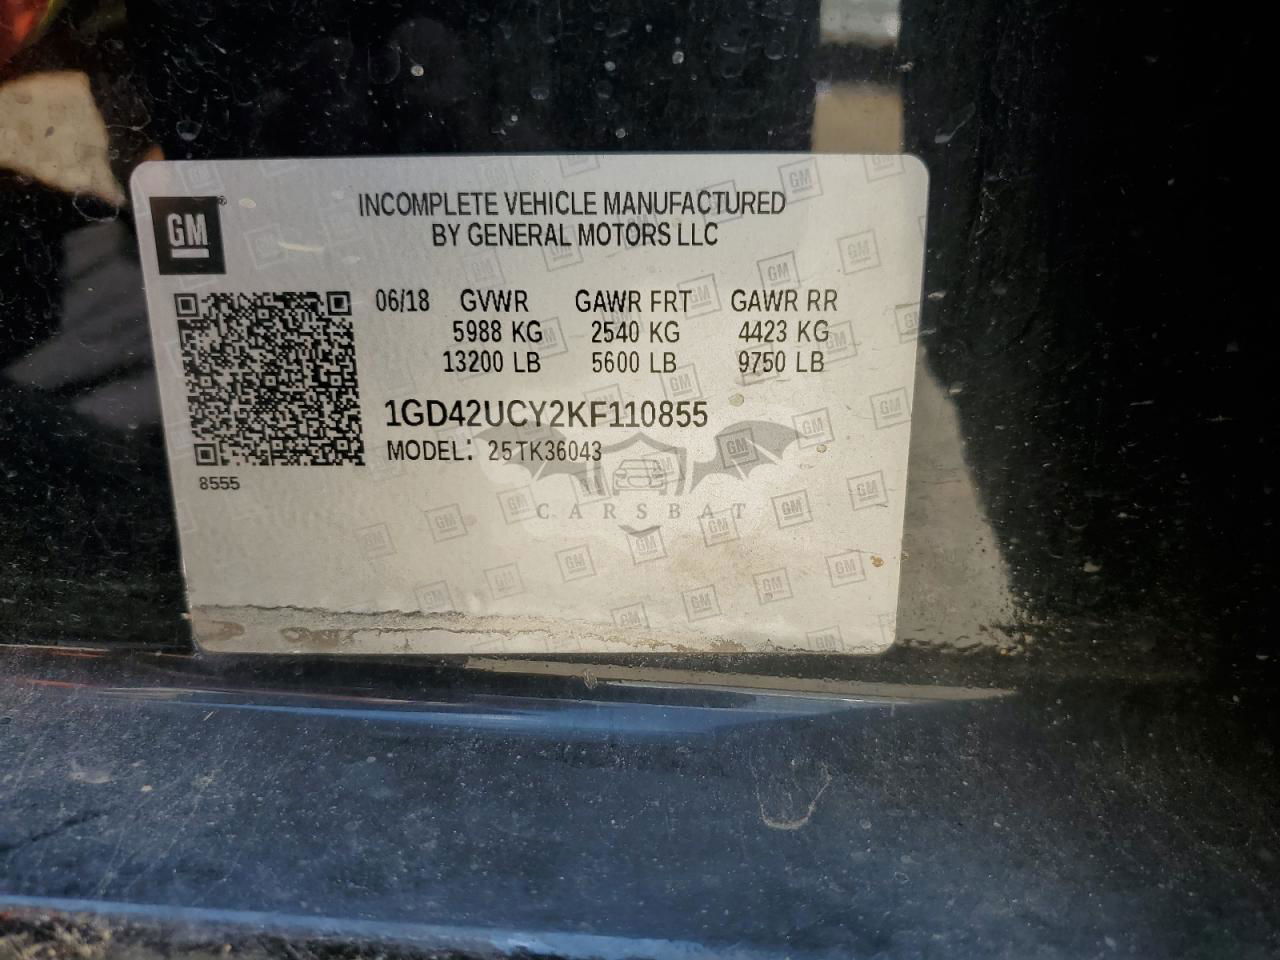 GM
INCOMPLETE VEHICLE MANUFACTURED
BY GENERAL MOTORS LLC
06/18 GVWR GAWR FRT GAWR RR
5988 KG 2540 KG 4423 KG
13200 LB 5600 LB 9750 LB
1GD42UCY2KF110855
MODEL: 25TK36043
8555
CARSBAT